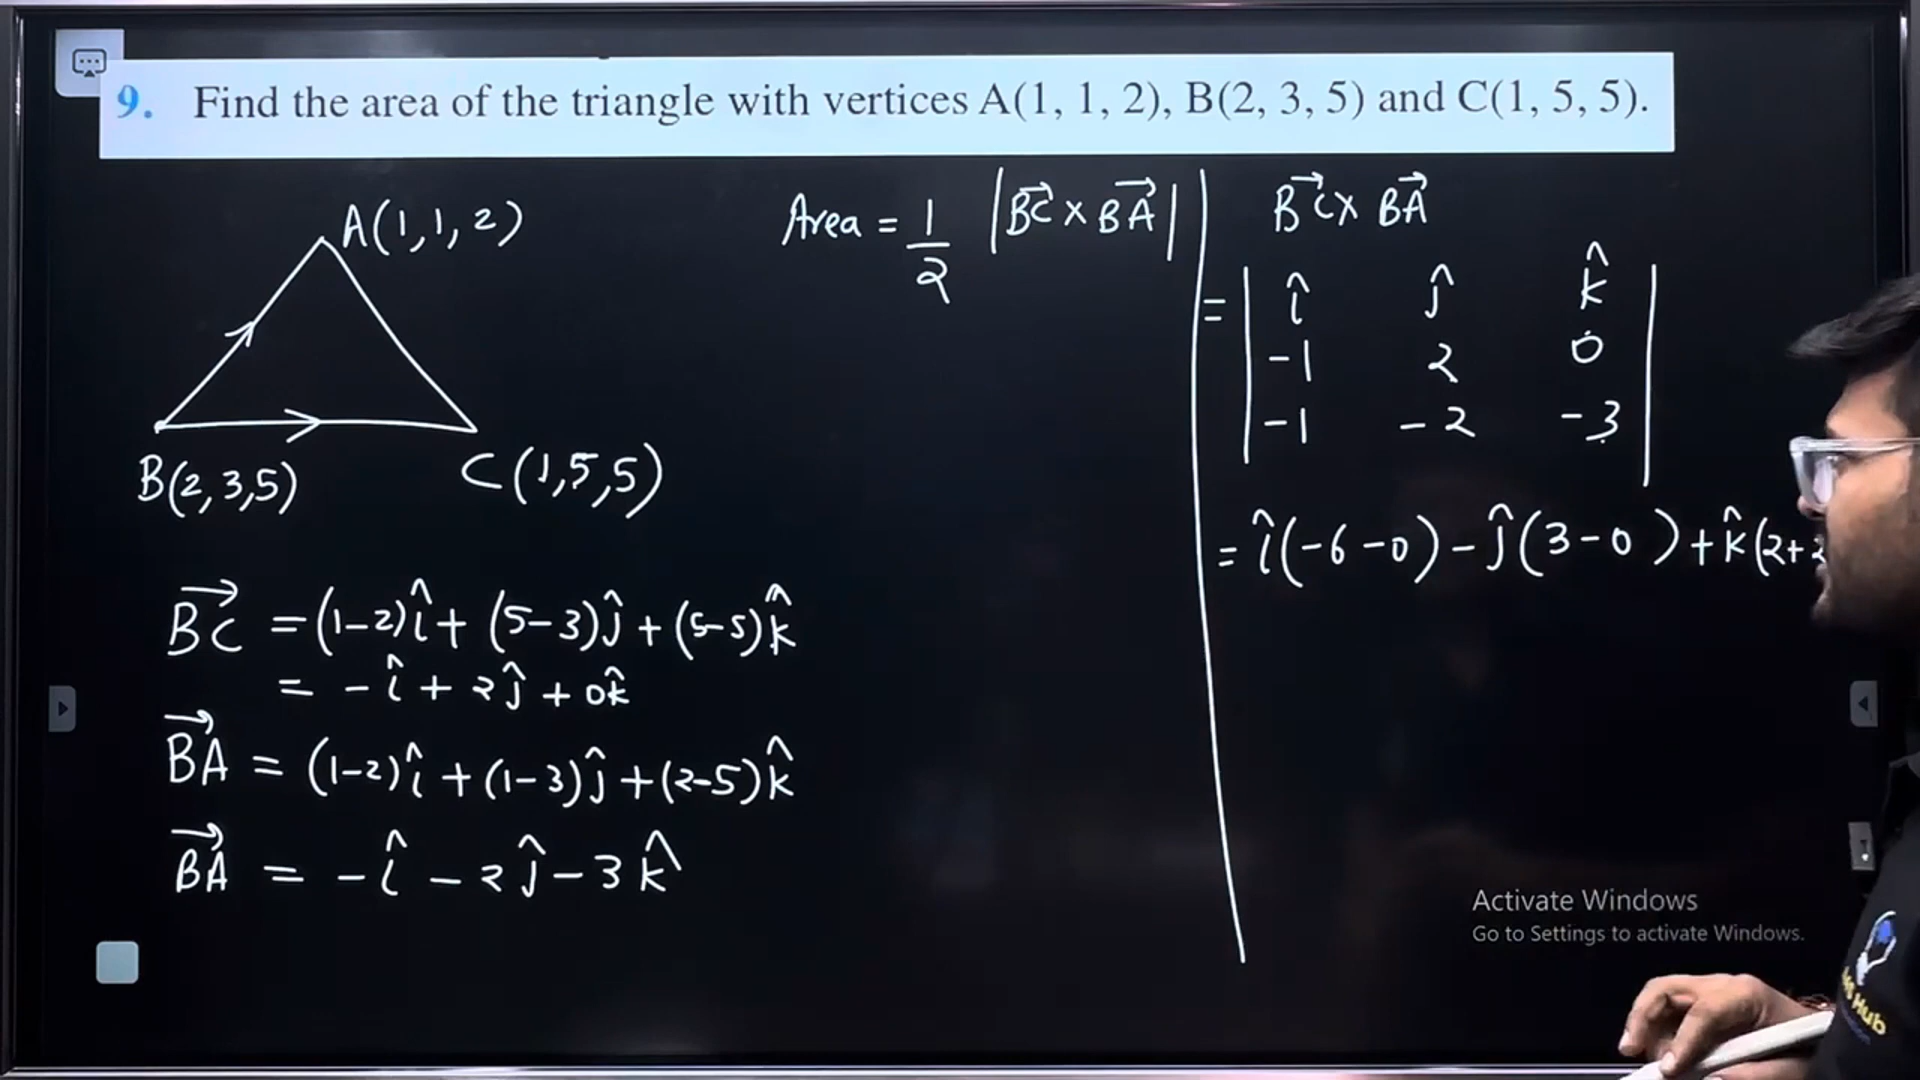 9. Find the area of the triangle with vertices A(1, 1, 2), B(2, 3, 5) and C(1, 5, 5).
A(1,1,2)
B(2,3,5)
C(1,5,5)
BC→ = (1-2)î + (5-3)ĵ + (5-5)k̂
= -î + 2ĵ + 0k̂
BA→ = (1-2)î + (1-3)ĵ + (2-5)k̂
BA→ = -î - 2ĵ - 3k̂
Area = 1/2 |BC→ × BA→|
BC→ × BA→
= | î ĵ k̂ |
| -1 2 0 |
| -1 -2 -3 |
= î(-6-0) - ĵ(3-0) + k̂(2+
Activate Windows
Go to Settings to activate Windows.
Hub